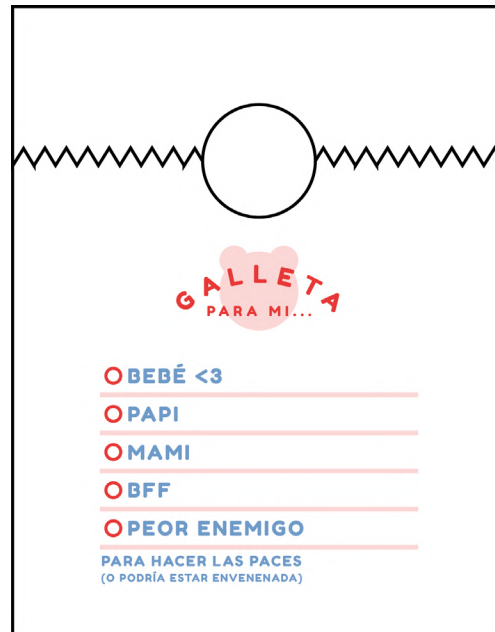 GALLETA
PARA MI...
BEBÉ <3
PAPI
MAMI
BFF
PEOR ENEMIGO
PARA HACER LAS PACES
(O PODRÍA ESTAR ENVENENADA)